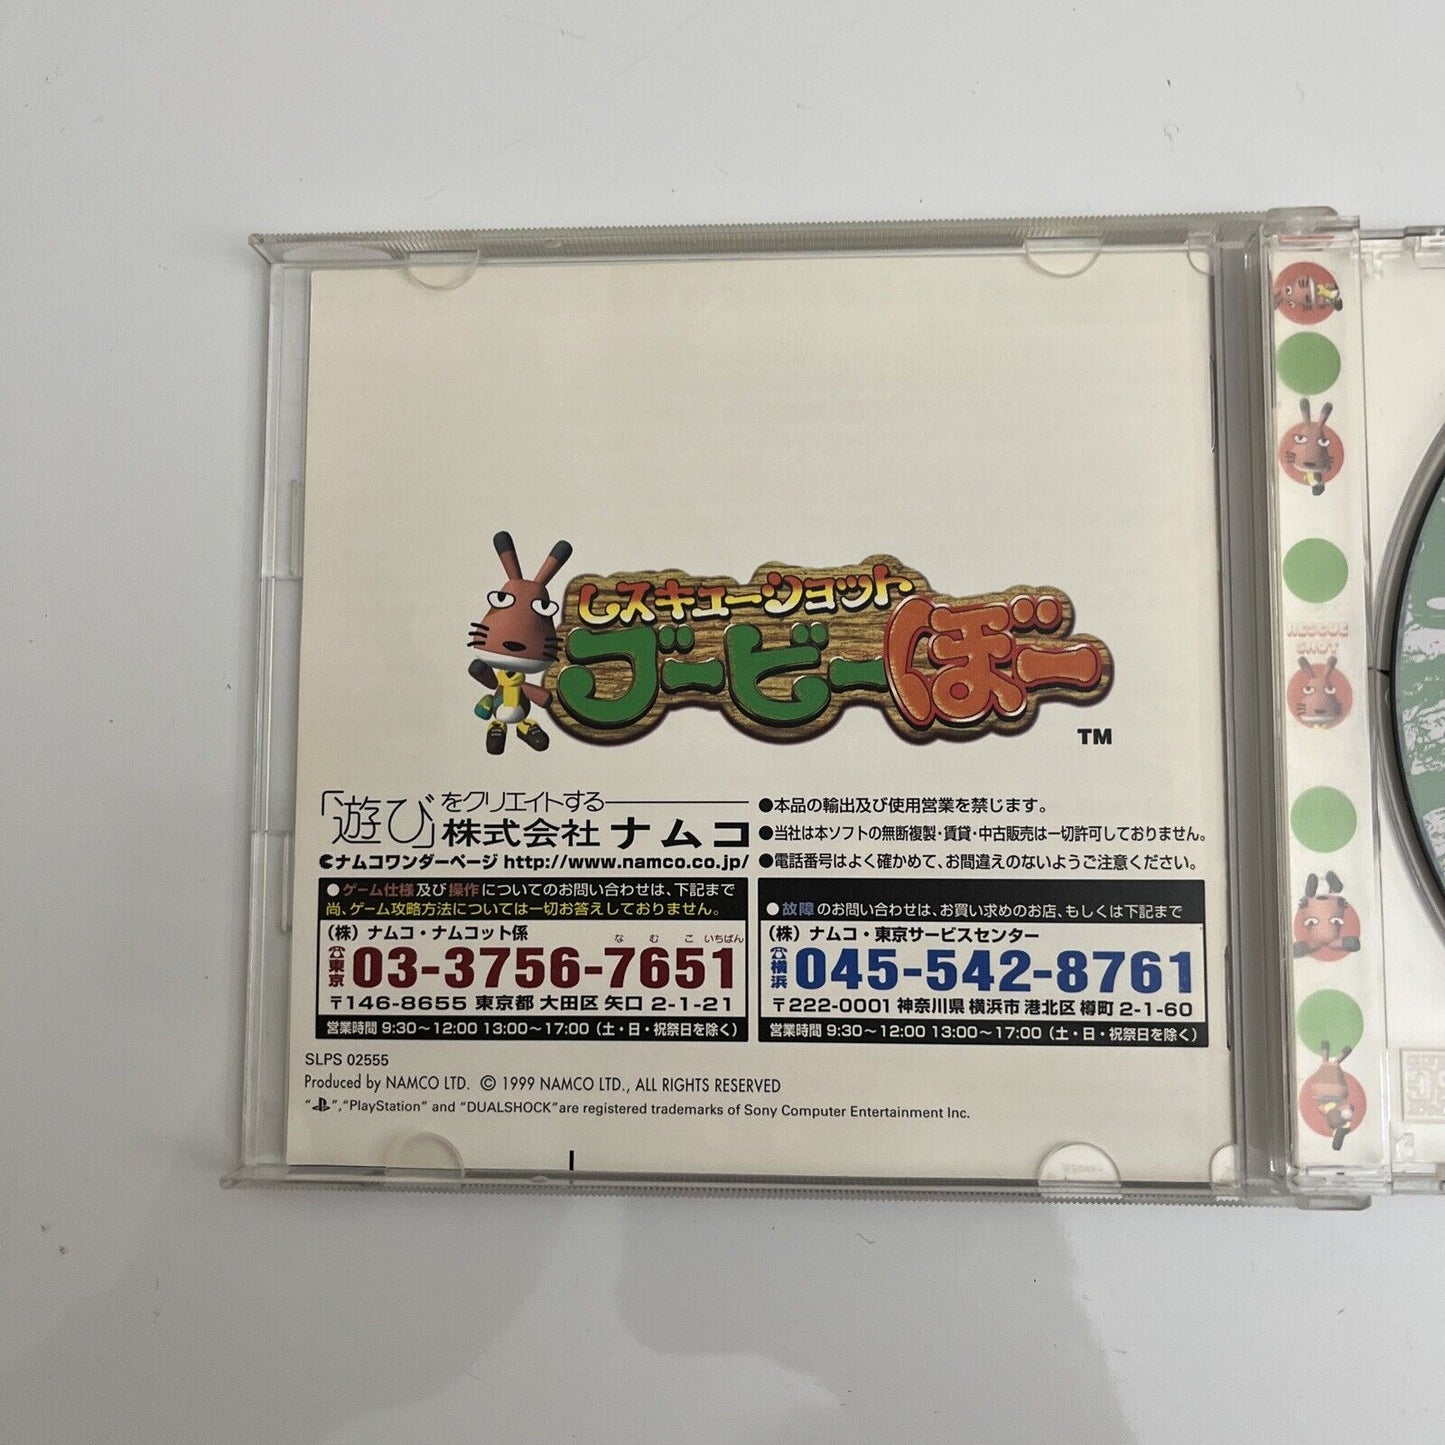 レスキューショット
ブービーぼー
TM
「遊び」をクリエイトする
株式会社 ナムコ
ナムコワンダーページ http://www.namco.co.jp/
●本品の輸出及び使用営業を禁じます。
●当社は本ソフトの無断複製・賃貸・中古販売は一切許可しておりません。
●電話番号はよく確かめて、お間違えのないようご注意ください。
●ゲーム仕様及び操作についてのお問い合わせは、下記まで
尚、ゲーム攻略方法については一切お答えしておりません。
(株) ナムコ・ナムコット係
なむこ いちばん
☎東京 03-3756-7651
〒146-8655 東京都 大田区 矢口 2-1-21
営業時間 9:30～12:00 13:00～17:00 (土・日・祝祭日を除く)
●故障のお問い合わせは、お買い求めのお店、もしくは下記まで
(株) ナムコ・東京サービスセンター
☎横浜 045-542-8761
〒222-0001 神奈川県 横浜市 港北区 樽町 2-1-60
営業時間 9:30～12:00 13:00～17:00 (土・日・祝祭日を除く)
SLPS 02555
Produced by NAMCO LTD. © 1999 NAMCO LTD., ALL RIGHTS RESERVED
“PS”,“PlayStation” and “DUALSHOCK”are registered trademarks of Sony Computer Entertainment Inc.
RESCUE
SHOT